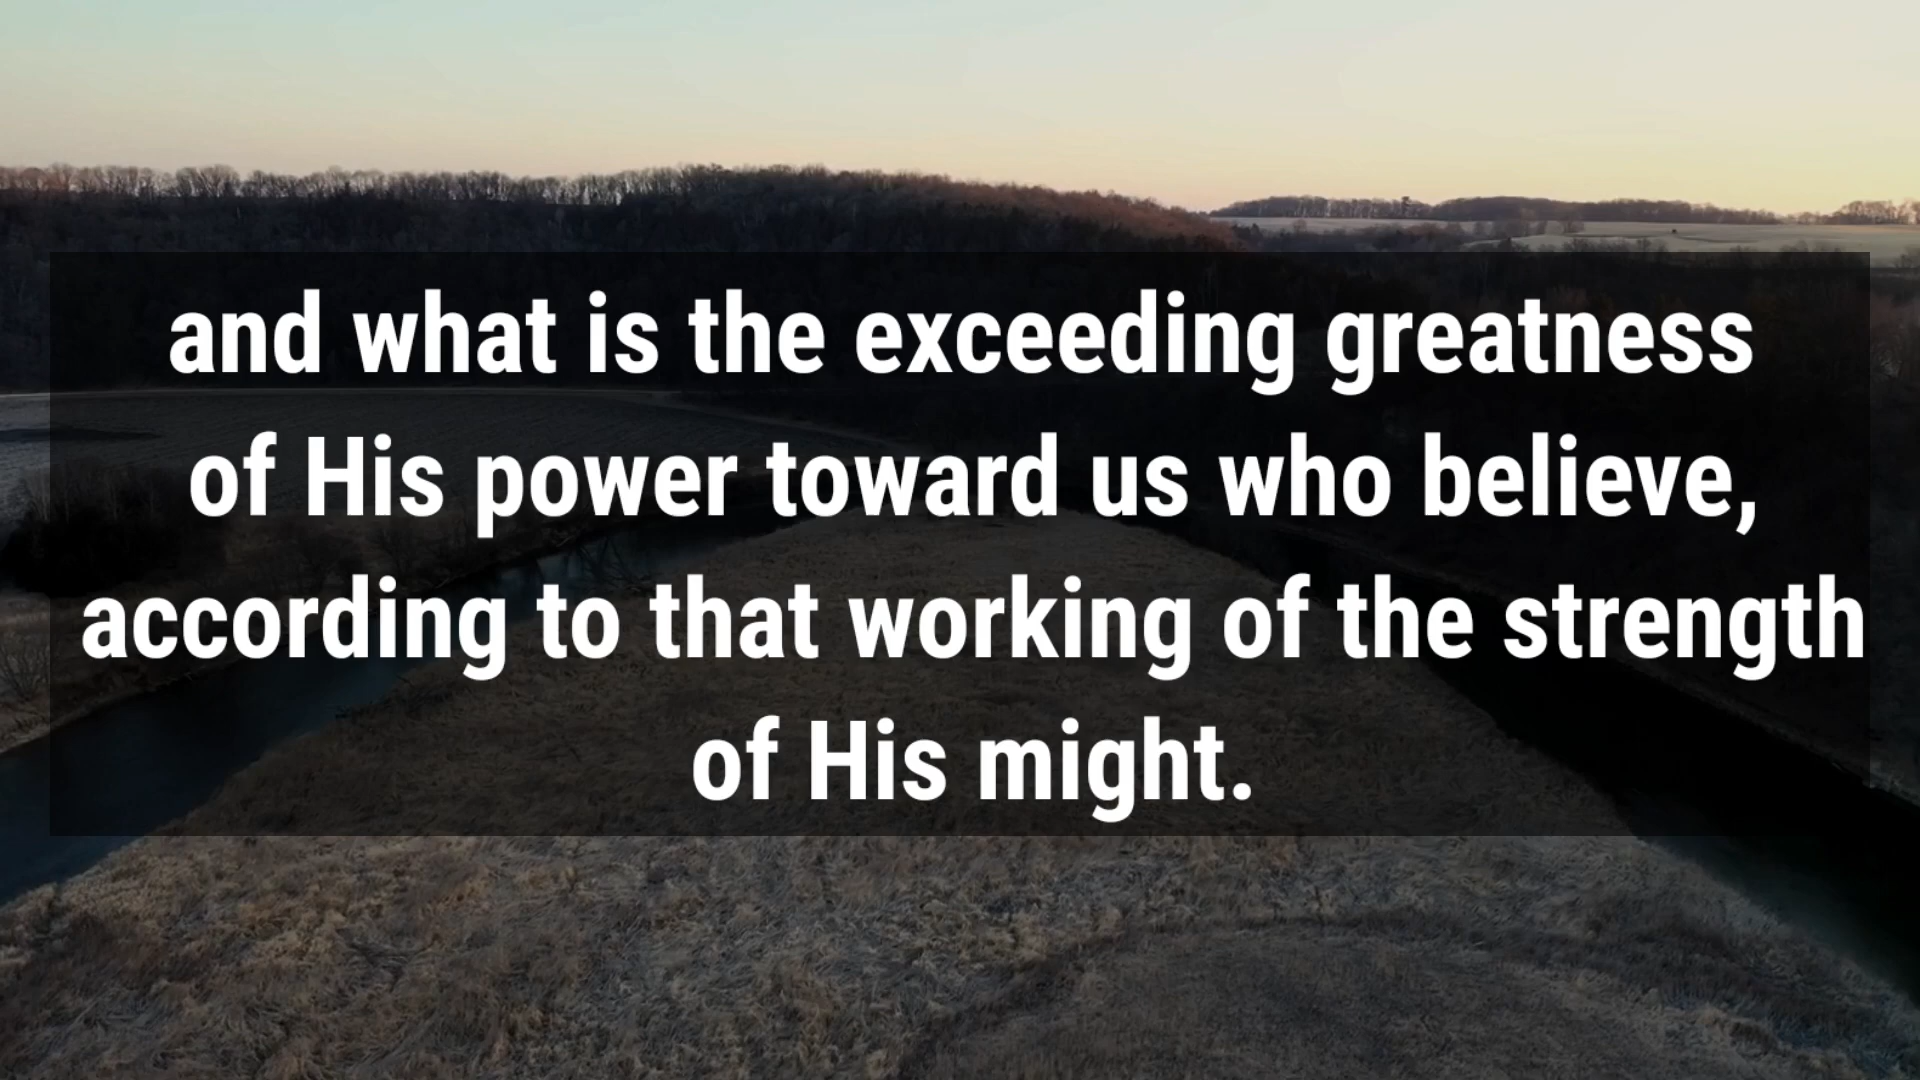 and what is the exceeding greatness
of His power toward us who believe,
according to that working of the strength
of His might.